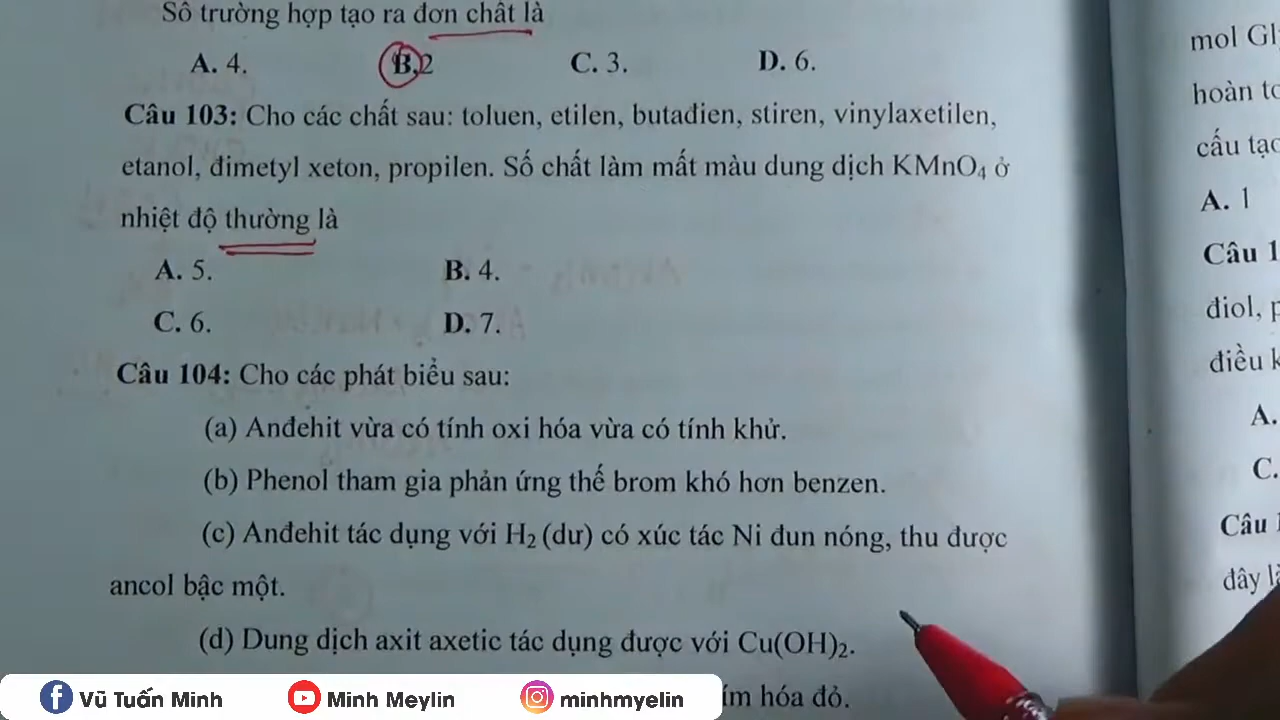 Số trường hợp tạo ra đơn chất là
A. 4. B. 2 C. 3. D. 6.
Câu 103: Cho các chất sau: toluen, etilen, butađien, stiren, vinylaxetilen,
etanol, đimetyl xeton, propilen. Số chất làm mất màu dung dịch KMnO₄ ở
nhiệt độ thường là
A. 5. B. 4.
C. 6. D. 7.
Câu 104: Cho các phát biểu sau:
(a) Anđehit vừa có tính oxi hóa vừa có tính khử.
(b) Phenol tham gia phản ứng thế brom khó hơn benzen.
(c) Anđehit tác dụng với H₂ (dư) có xúc tác Ni đun nóng, thu được
ancol bậc một.
(d) Dung dịch axit axetic tác dụng được với Cu(OH)₂.
hóa đỏ.
mol
hoàn
cấu
A. 1
Câu 1
điol,
điều
A.
C.
Câu
đây
Vũ Tuấn Minh Minh Meylin minhmyelin